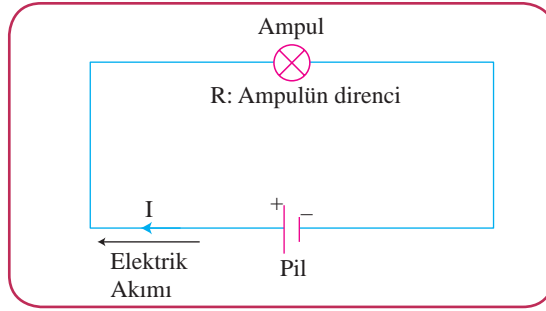 Ampul
R: Ampulün direnci
I
+
−
Elektrik
Akımı
Pil